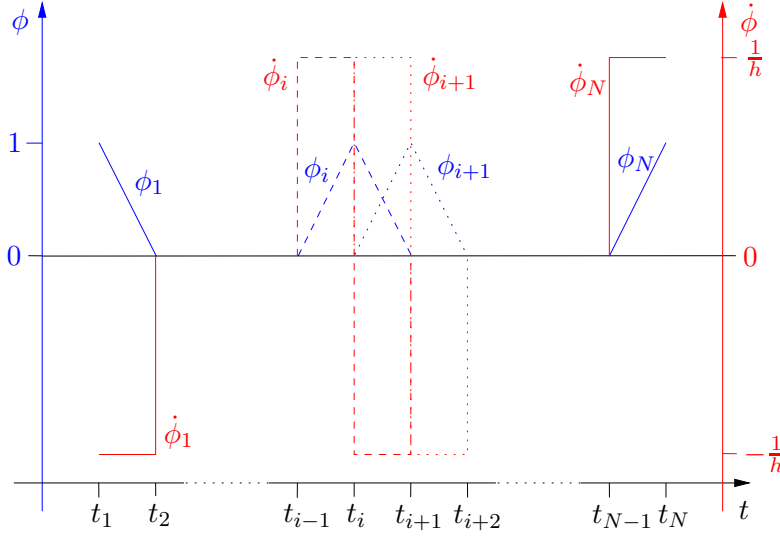 ϕ ϕ̇
ϕ̇_i ϕ̇_{i+1} ϕ̇_N 1/h
1 ϕ_1 ϕ_i ϕ_{i+1} ϕ_N
0 0
ϕ̇_1 −1/h
t_1 t_2 t_{i−1} t_i t_{i+1} t_{i+2} t_{N−1} t_N t